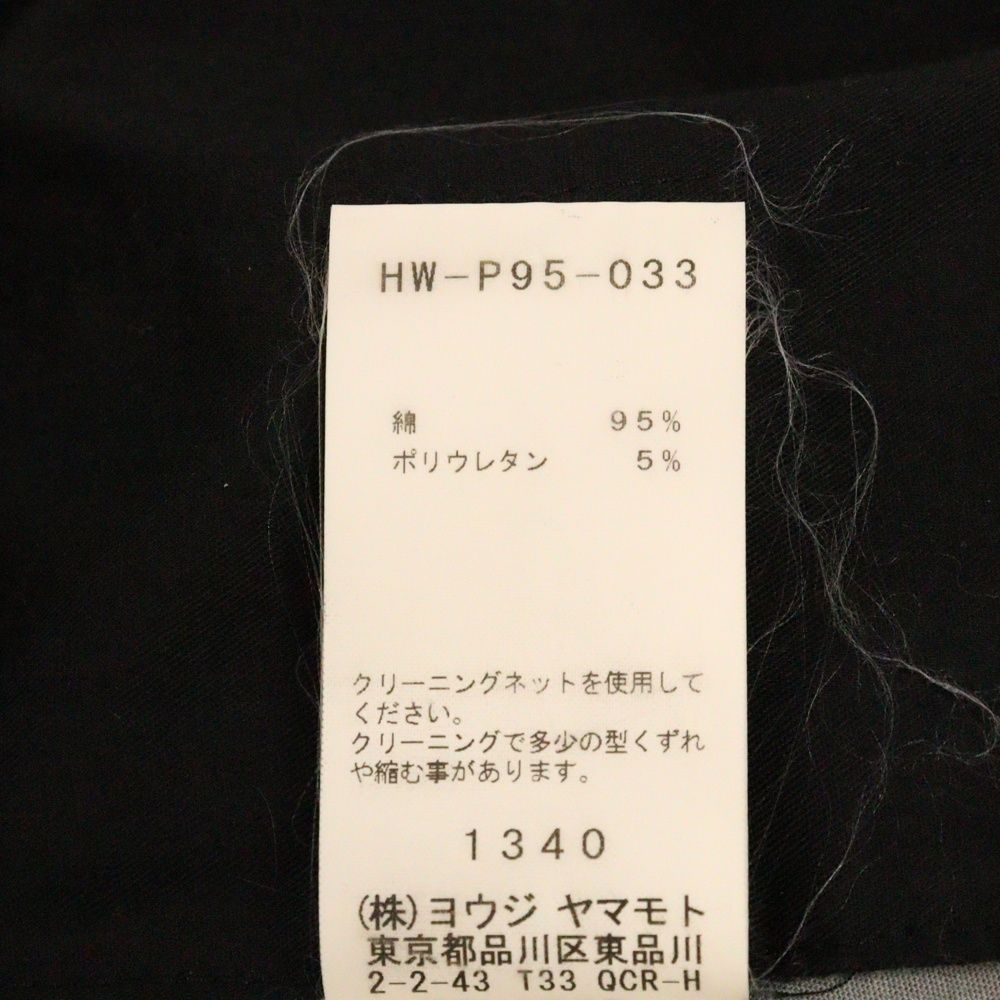 HW-P95-033
綿 95%
ポリウレタン 5%
クリーニングネットを使用して
ください。
クリーニングで多少の型くずれ
や縮む事があります。
1340
(株)ヨウジ ヤマモト
東京都品川区東品川
2-2-43 T33 QCR-H